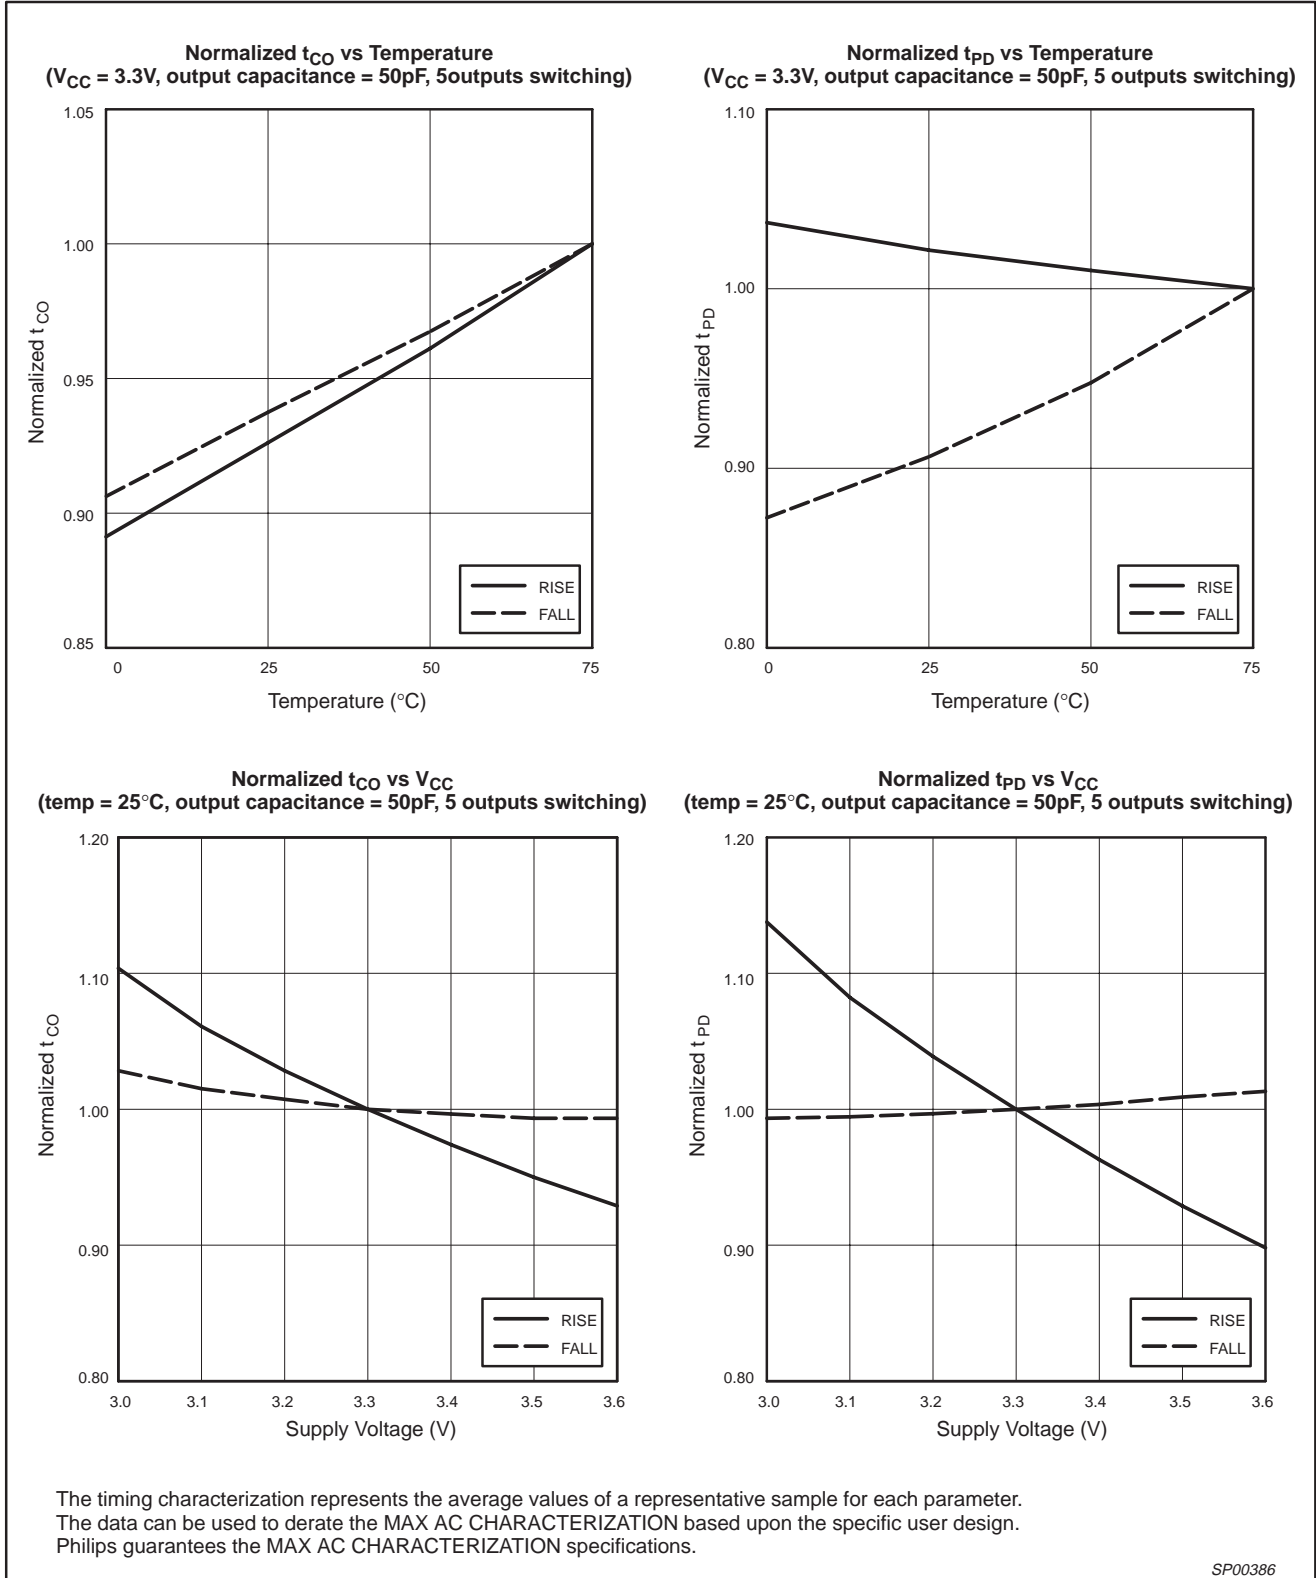 Normalized tCO vs Temperature
(VCC = 3.3V, output capacitance = 50pF, 5outputs switching)
1.05
1.00
0.95
0.90
0.85
Normalized t CO
RISE
FALL
0 25 50 75
Temperature (°C)
Normalized tPD vs Temperature
(VCC = 3.3V, output capacitance = 50pF, 5 outputs switching)
1.10
1.00
0.90
0.80
Normalized t PD
RISE
FALL
0 25 50 75
Temperature (°C)
Normalized tCO vs VCC
(temp = 25°C, output capacitance = 50pF, 5 outputs switching)
1.20
1.10
1.00
0.90
0.80
Normalized t CO
RISE
FALL
3.0 3.1 3.2 3.3 3.4 3.5 3.6
Supply Voltage (V)
Normalized tPD vs VCC
(temp = 25°C, output capacitance = 50pF, 5 outputs switching)
1.20
1.10
1.00
0.90
0.80
Normalized t PD
RISE
FALL
3.0 3.1 3.2 3.3 3.4 3.5 3.6
Supply Voltage (V)
The timing characterization represents the average values of a representative sample for each parameter.
The data can be used to derate the MAX AC CHARACTERIZATION based upon the specific user design.
Philips guarantees the MAX AC CHARACTERIZATION specifications.
SP00386